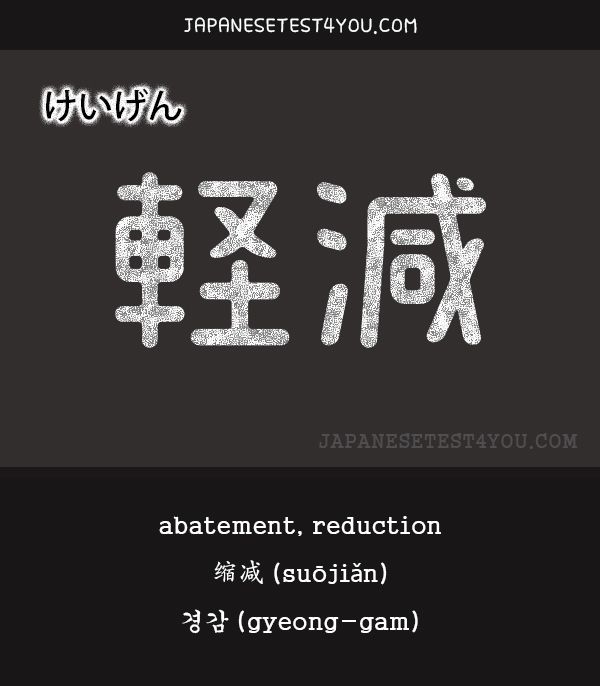 JAPANESETEST4YOU.COM
けいげん
軽減
JAPANESETEST4YOU.COM
abatement, reduction
缩减 (suōjiǎn)
경감 (gyeong-gam)